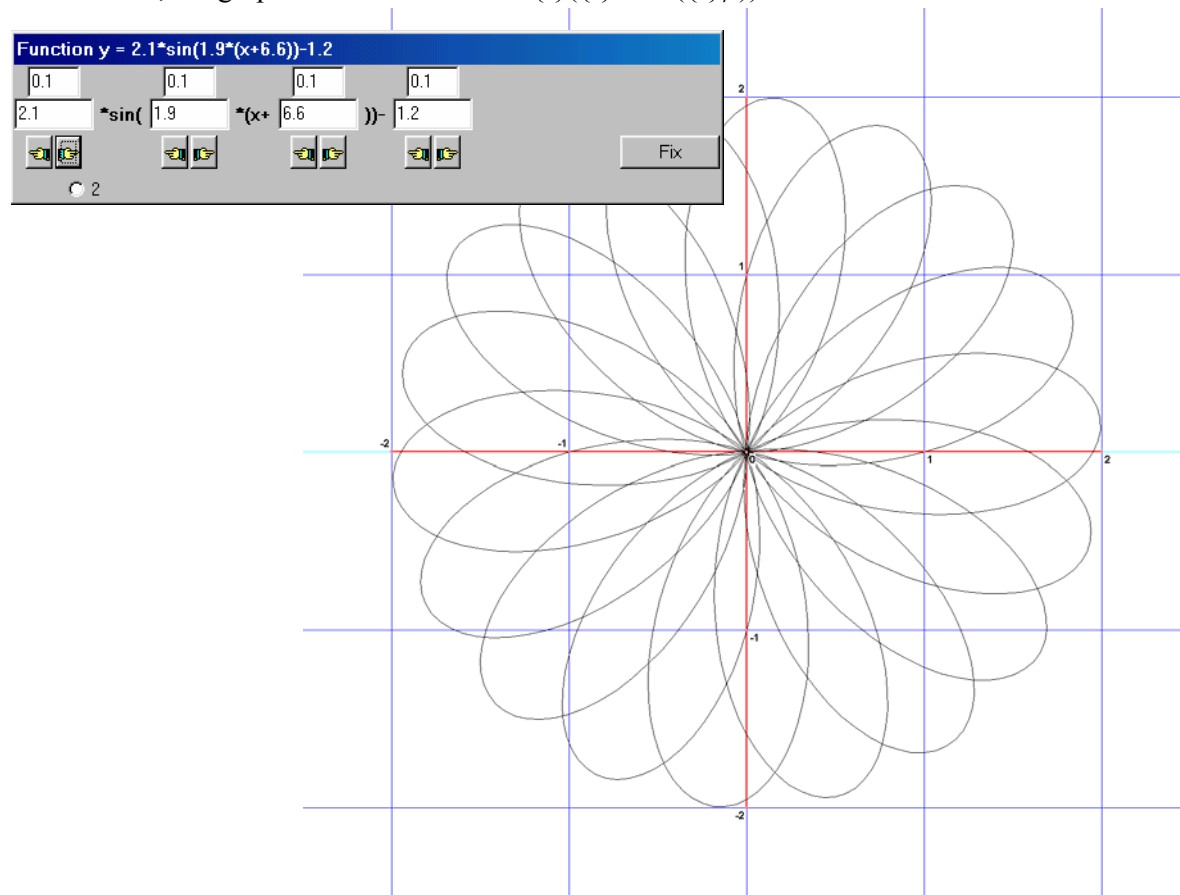 Function y = 2.1*sin(1.9*(x+6.6))-1.2
0.1 0.1 0.1 0.1
2.1 *sin( 1.9 *(x+ 6.6 ))- 1.2
Fix
2
2
1
-2 -1 0 1 2
-1
-2